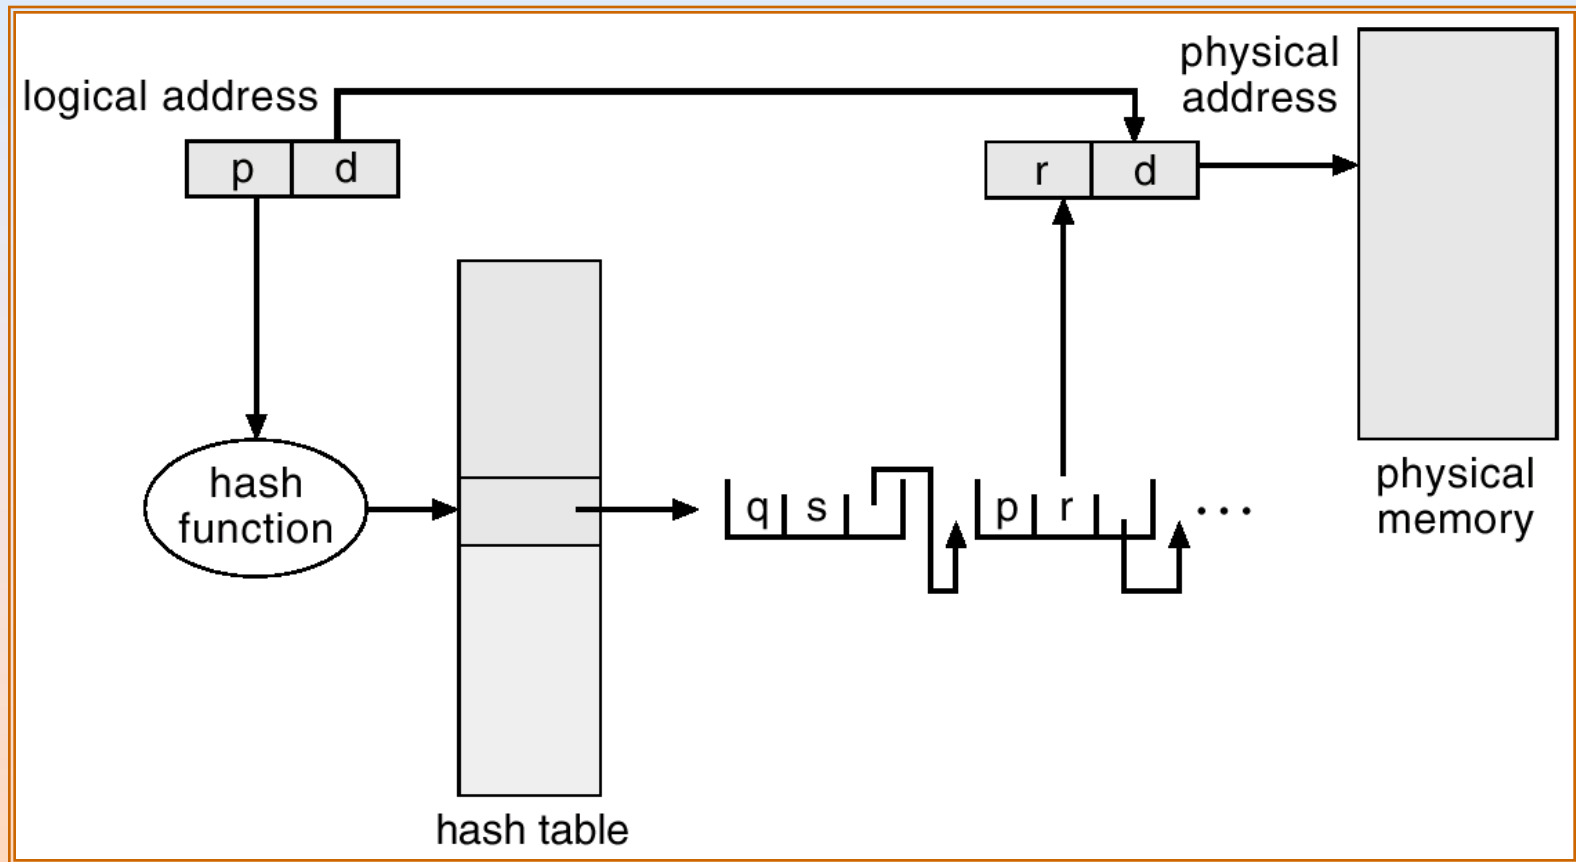 logical address
p d
physical
address
r d
hash
function
q s
p r
...
physical
memory
hash table